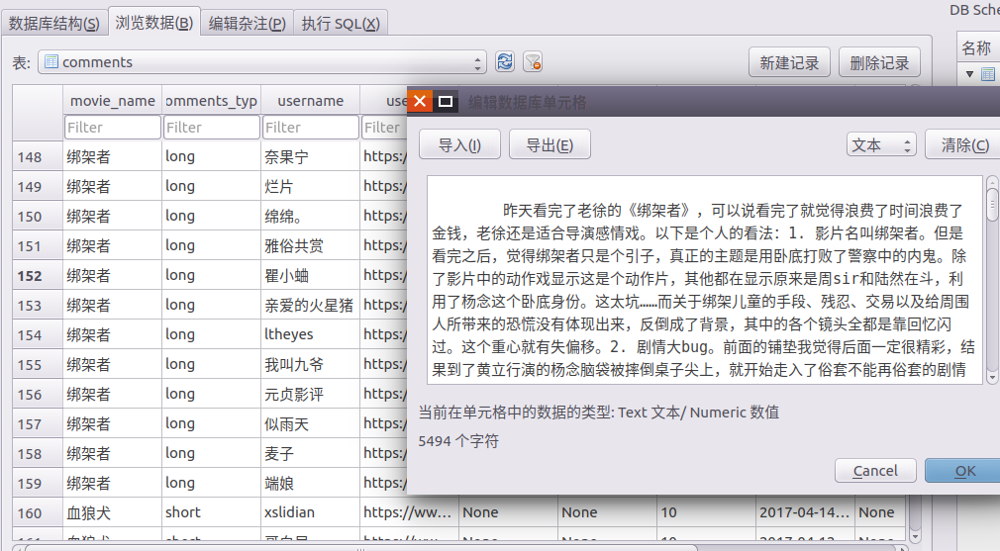 DB Sche
数据库结构(S) 浏览数据(B) 编辑杂注(P) 执行 SQL(X)
名称
表: comments 新建记录 删除记录
movie_name omments_typ username use
Filter Filter Filter Filter
148 绑架者 long 奈果宁 https:/
149 绑架者 long 烂片 https:/
150 绑架者 long 绵绵。 https:/
151 绑架者 long 雅俗共赏 https:/
152 绑架者 long 瞿小蛐 https:/
153 绑架者 long 亲爱的火星猪 https:/
154 绑架者 long ltheyes https:/
155 绑架者 long 我叫九爷 https:/
156 绑架者 long 元贞影评 https:/
157 绑架者 long 似雨天 https:/
158 绑架者 long 麦子 https:/
159 绑架者 long 端娘 https:/
160 血狼犬 short xslidian https://ww... None None 10 2017-04-14... None
编辑数据库单元格
导入(I) 导出(E) 文本 清除(C)
昨天看完了老徐的《绑架者》，可以说看完了就觉得浪费了时间浪费了
金钱，老徐还是适合导演感情戏。以下是个人的看法：1. 影片名叫绑架者。但是
看完之后，觉得绑架者只是个引子，真正的主题是用卧底打败了警察中的内鬼。除
了影片中的动作戏显示这是个动作片，其他都在显示原来是周sir和陆然在斗，利
用了杨念这个卧底身份。这太坑……而关于绑架儿童的手段、残忍、交易以及给周围
人所带来的恐慌没有体现出来，反倒成了背景，其中的各个镜头全都是靠回忆闪
过。这个重心就有失偏移。2. 剧情大bug。前面的铺垫我觉得后面一定很精彩，结
果到了黄立行演的杨念脑袋被摔倒桌子尖上，就开始走入了俗套不能再俗套的剧情
当前在单元格中的数据的类型: Text 文本/ Numeric 数值
5494 个字符
Cancel OK